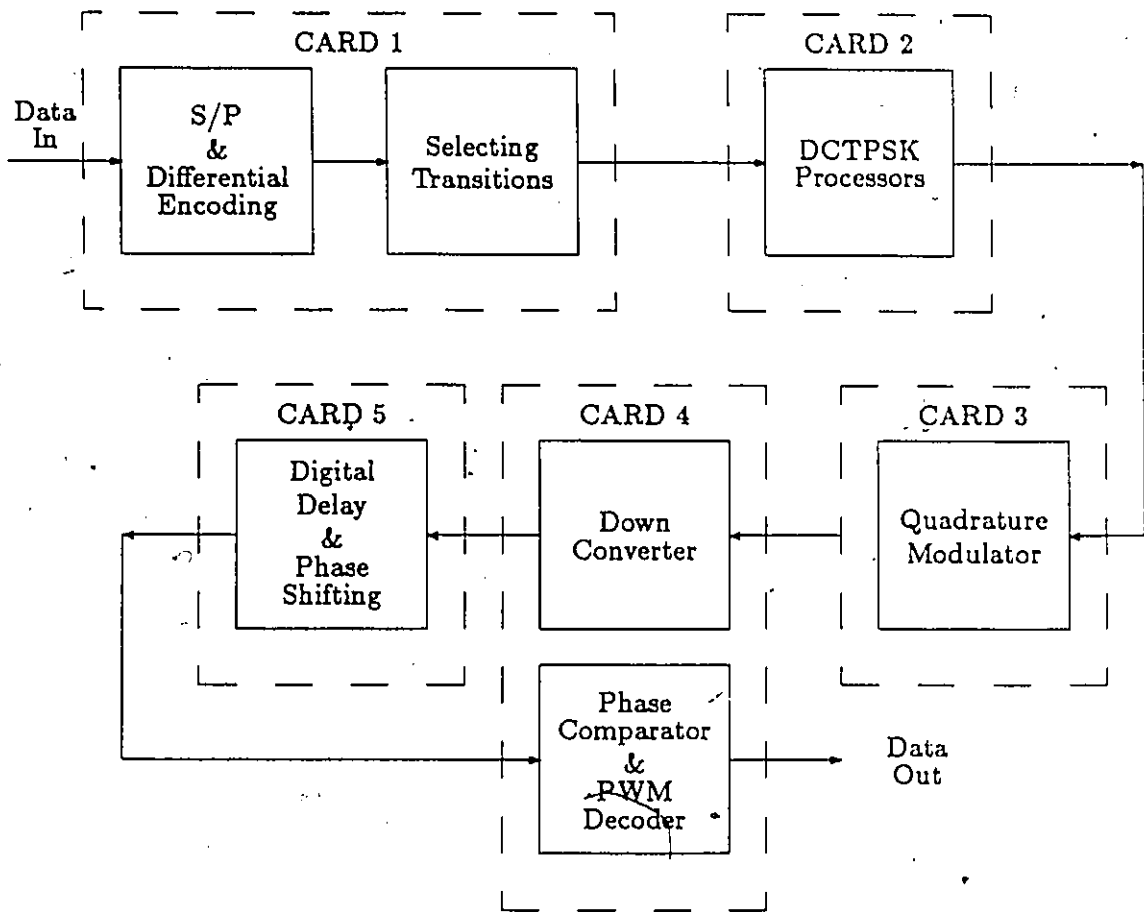 CARD 1
CARD 2
Data
In
S/P
&
Differential
Encoding
Selecting
Transitions
DCTPSK
Processors
CARD 5
CARD 4
CARD 3
Digital
Delay
&
Phase
Shifting
Down
Converter
Quadrature
Modulator
Phase
Comparator
&
PWM
Decoder
Data
Out